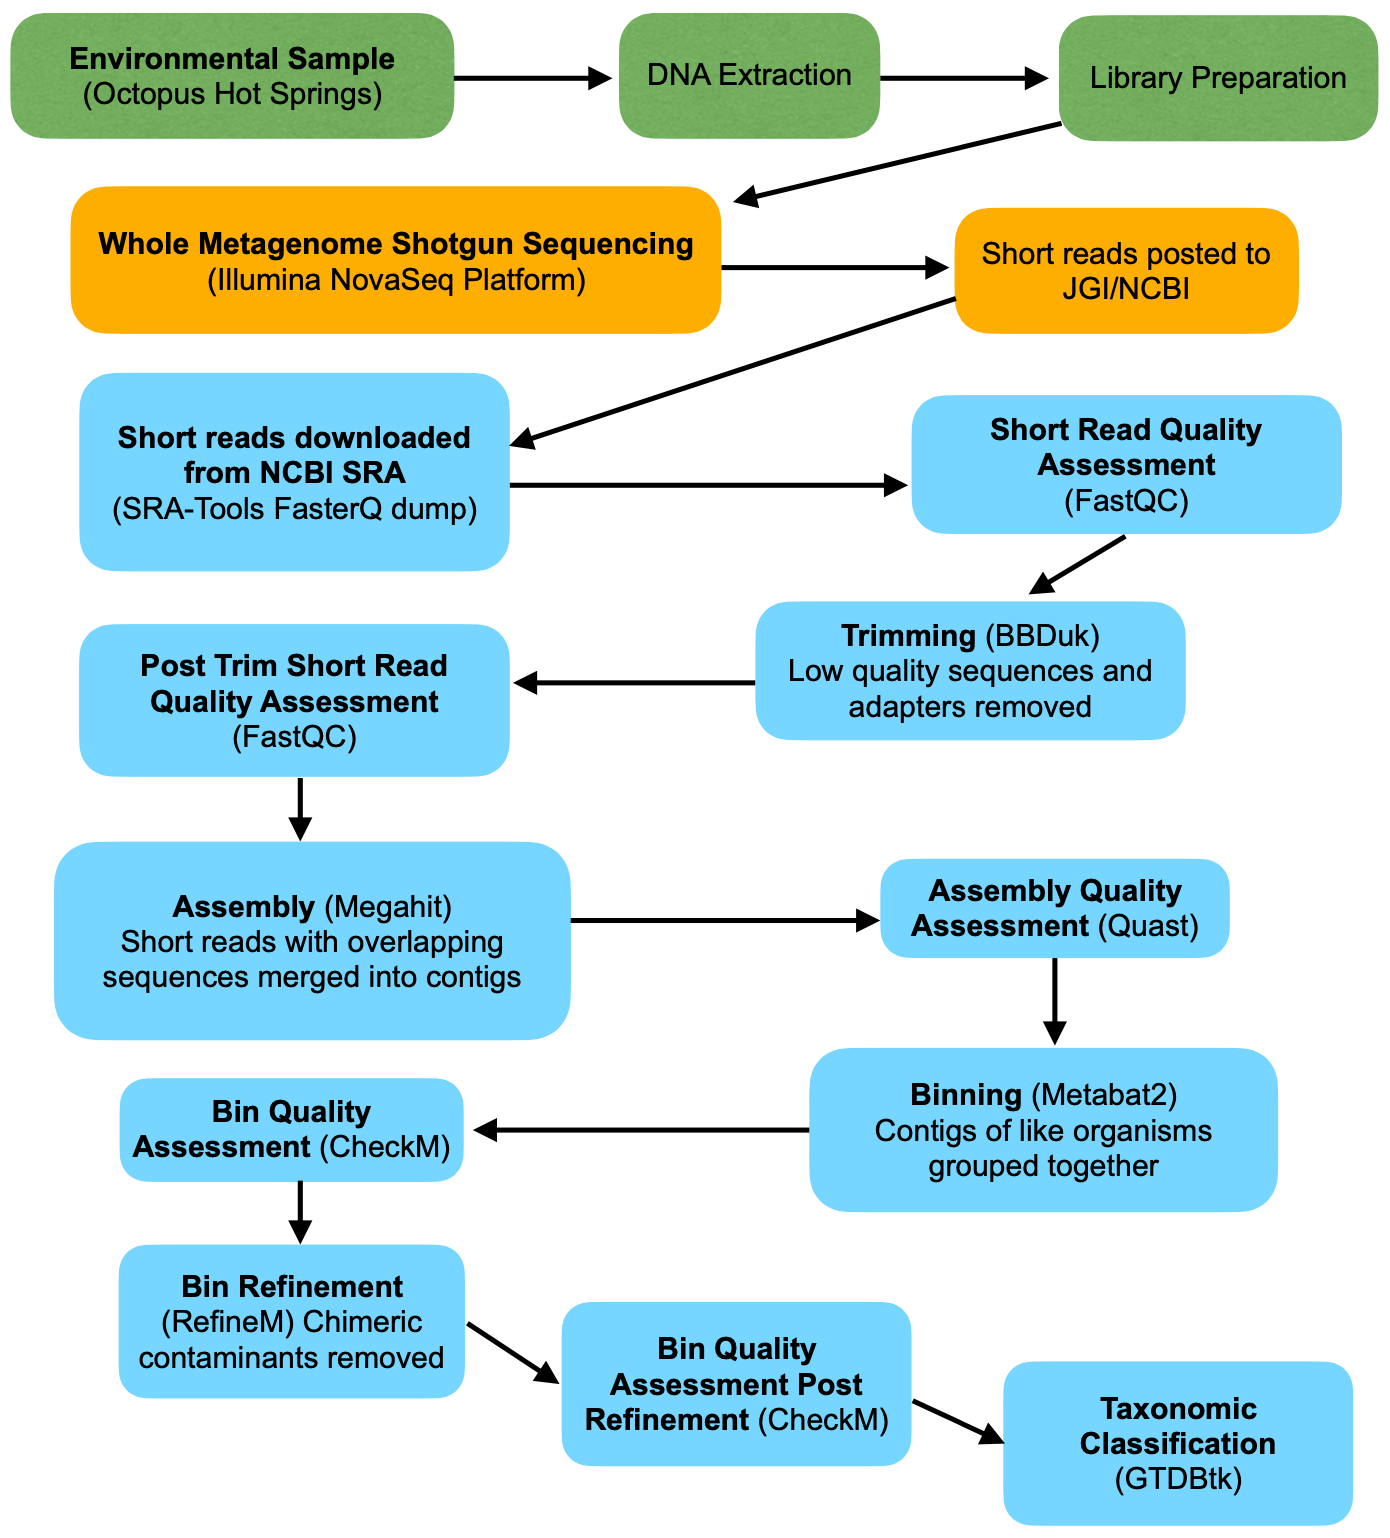 Environmental Sample
(Octopus Hot Springs)
DNA Extraction
Library Preparation
Whole Metagenome Shotgun Sequencing
(Illumina NovaSeq Platform)
Short reads posted to
JGI/NCBI
Short reads downloaded
from NCBI SRA
(SRA-Tools FasterQ dump)
Short Read Quality
Assessment
(FastQC)
Trimming (BBDuk)
Low quality sequences and
adapters removed
Post Trim Short Read
Quality Assessment
(FastQC)
Assembly (Megahit)
Short reads with overlapping
sequences merged into contigs
Assembly Quality
Assessment (Quast)
Binning (Metabat2)
Contigs of like organisms
grouped together
Bin Quality
Assessment (CheckM)
Bin Refinement
(RefineM) Chimeric
contaminants removed
Bin Quality
Assessment Post
Refinement (CheckM)
Taxonomic
Classification
(GTDBtk)